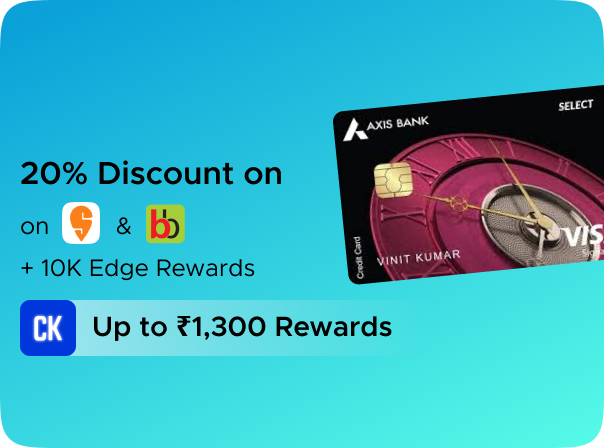 20% Discount on
on & bb
+ 10K Edge Rewards
CK Up to ₹1,300 Rewards
AXIS BANK
SELECT
VINIT KUMAR
Credit Card